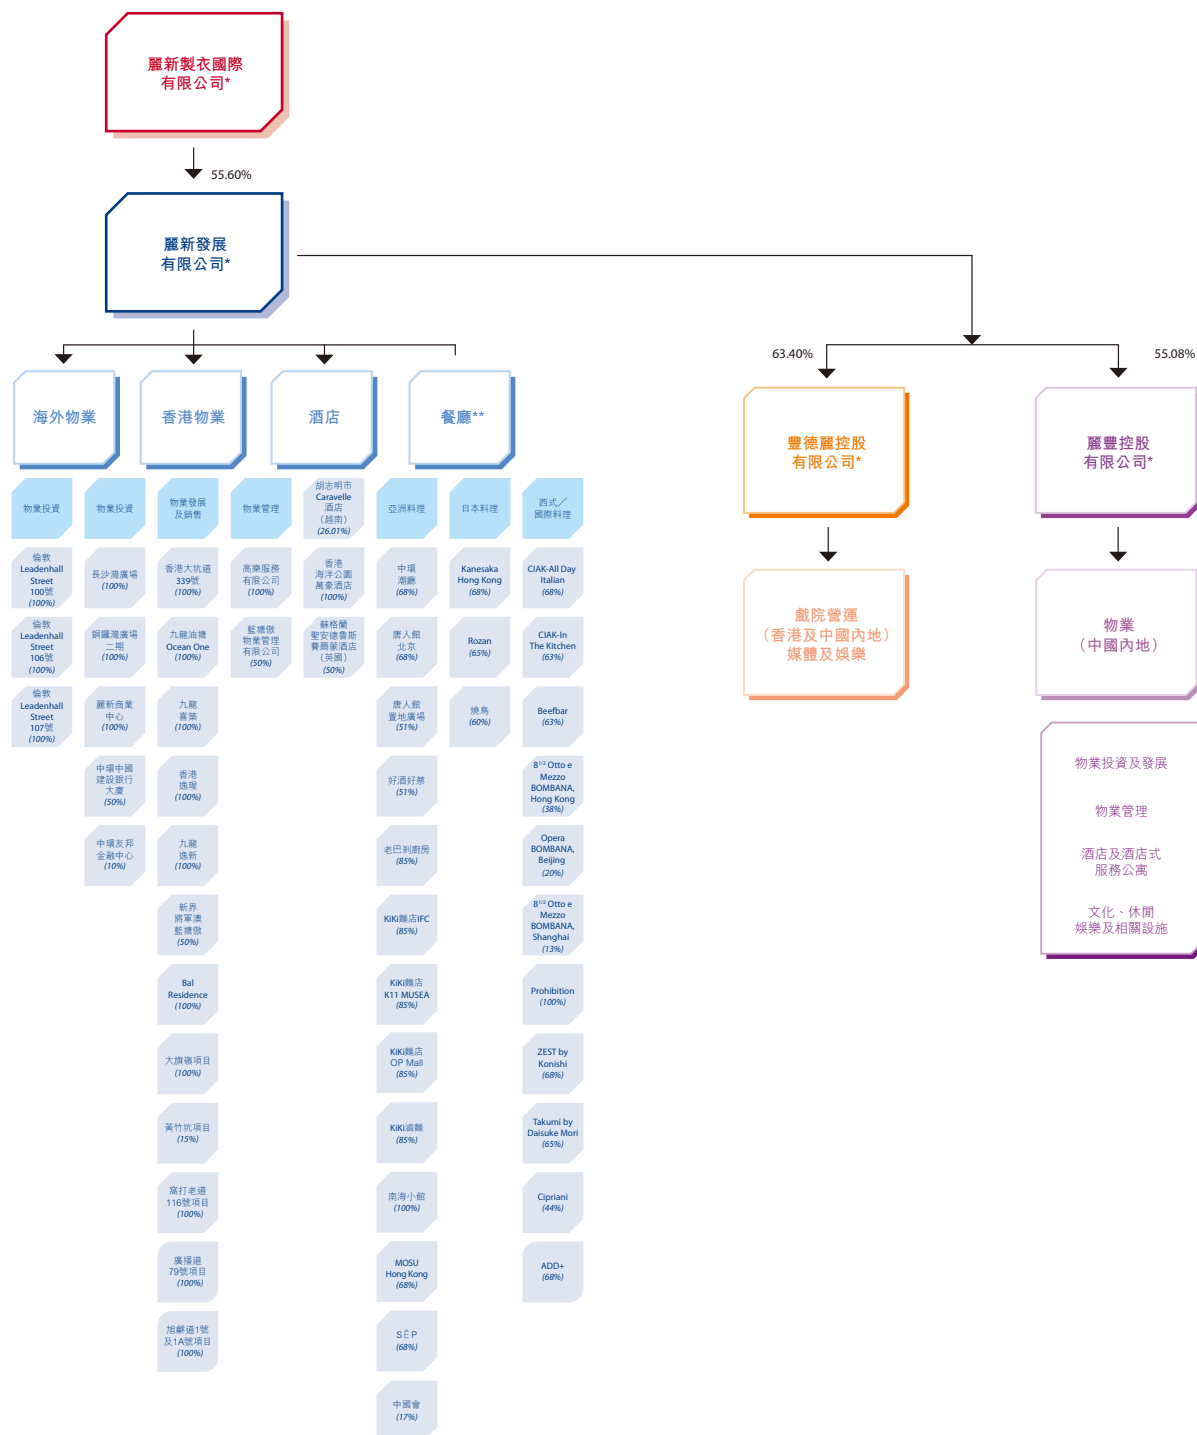 麗新製衣國際
有限公司*
55.60%
麗新發展
有限公司*
63.40%
55.08%
海外物業
香港物業
酒店
餐廳**
豐德麗控股
有限公司*
麗豐控股
有限公司*
戲院營運
（香港及中國內地）
媒體及娛樂
物業
（中國內地）
物業投資及發展
物業管理
酒店及酒店式
服務公寓
文化、休閒
娛樂及相關設施
物業投資
倫敦
Leadenhall
Street
100號
(100%)
倫敦
Leadenhall
Street
106號
(100%)
倫敦
Leadenhall
Street
107號
(100%)
物業投資
長沙灣廣場
(100%)
銅鑼灣廣場
二期
(100%)
麗新商業
中心
(100%)
中環中國
建設銀行
大廈
(50%)
中環友邦
金融中心
(10%)
物業發展
及銷售
香港大坑道
339號
(100%)
九龍油塘
Ocean One
(100%)
九龍
喜築
(100%)
香港
逸瑆
(100%)
九龍
逸新
(100%)
新界
將軍澳
藍塘傲
(50%)
Bal
Residence
(100%)
大旗嶺項目
(100%)
黃竹坑項目
(15%)
窩打老道
116號項目
(100%)
廣播道
79號項目
(100%)
旭龢道1號
及1A號項目
(100%)
物業管理
高樂服務
有限公司
(100%)
藍塘傲
物業管理
有限公司
(50%)
胡志明市
Caravelle
酒店
（越南）
(26.01%)
香港
海洋公園
萬豪酒店
(100%)
蘇格蘭
聖安德魯斯
費爾蒙酒店
（英國）
(50%)
亞洲料理
中環
潮廳
(68%)
唐人館
北京
(68%)
唐人館
置地廣場
(51%)
好酒好蔡
(51%)
老巴剎廚房
(85%)
KiKi麵店IFC
(85%)
KiKi麵店
K11 MUSEA
(85%)
KiKi麵店
OP Mall
(85%)
KiKi滷麵
(85%)
南海小館
(100%)
MOSU
Hong Kong
(68%)
SẾP
(68%)
中國會
(17%)
日本料理
Kanesaka
Hong Kong
(68%)
Rozan
(65%)
燒鳥
(60%)
西式／
國際料理
CIAK-All Day
Italian
(68%)
CIAK-In
The Kitchen
(63%)
Beefbar
(63%)
8½ Otto e
Mezzo
BOMBANA,
Hong Kong
(38%)
Opera
BOMBANA,
Beijing
(20%)
8½ Otto e
Mezzo
BOMBANA,
Shanghai
(13%)
Prohibition
(100%)
ZEST by
Konishi
(68%)
Takumi by
Daisuke Mori
(65%)
Cipriani
(44%)
ADD+
(68%)